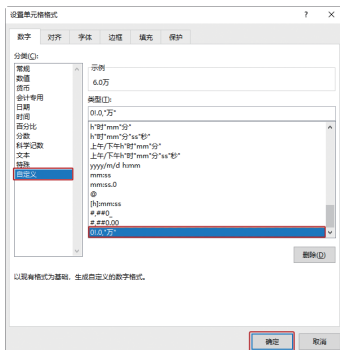 设置单元格格式 ? ×
数字 对齐 字体 边框 填充 保护
分类(C):
常规
数值
货币
会计专用
日期
时间
百分比
分数
科学记数
文本
特殊
自定义
示例
6.0万
类型(T):
0!.0,"万"
h"时"mm"分"
h"时"mm"分"ss"秒"
上午/下午h"时"mm"分"
上午/下午h"时"mm"分"ss"秒"
yyyy/m/d h:mm
mm:ss
mm:ss.0
@
[h]:mm:ss
#,##0_
#,##0.00_
0!.0,"万"
删除(D)
以现有格式为基础，生成自定义的数字格式。
确定 取消